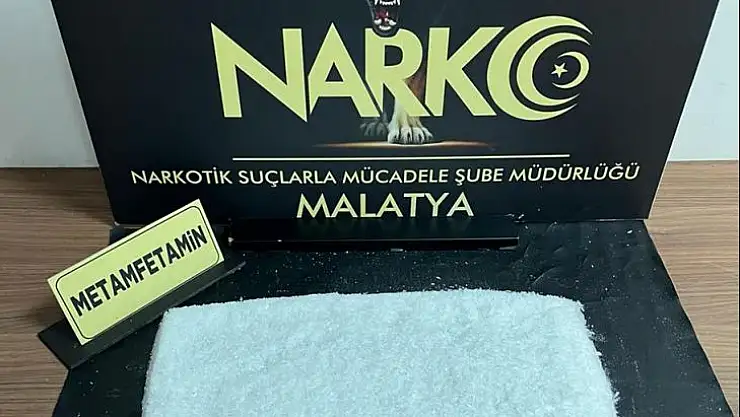 NARKO
NARKOTİK SUÇLARLA MÜCADELE ŞUBE MÜDÜRLÜĞÜ
MALATYA
METAMFETAMİN